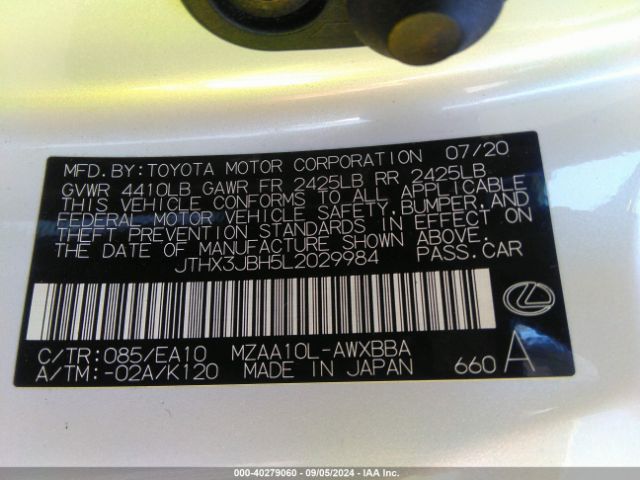 MFD.BY:TOYOTA MOTOR CORPORATION 07/20
GVWR 4410LB GAWR FR 2425LB RR 2425LB
THIS VEHICLE CONFORMS TO ALL APPLICABLE
FEDERAL MOTOR VEHICLE SAFETY,BUMPER,AND
THEFT PREVENTION STANDARDS IN EFFECT ON
THE DATE OF MANUFACTURE SHOWN ABOVE.
JTHX3JBH5L2029984 PASS.CAR
C/TR:085/EA10 MZAA10L-AWXBBA
A/TM:-02A/K120 MADE IN JAPAN 660 A
000-40279060 | 09/05/2024 | IAA Inc.